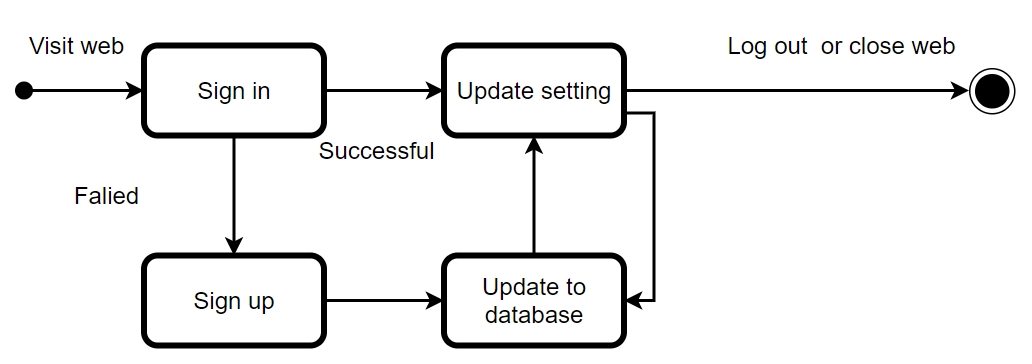 Visit web
Log out  or close web
Sign in
Update setting
Successful
Falied
Sign up
Update to
database